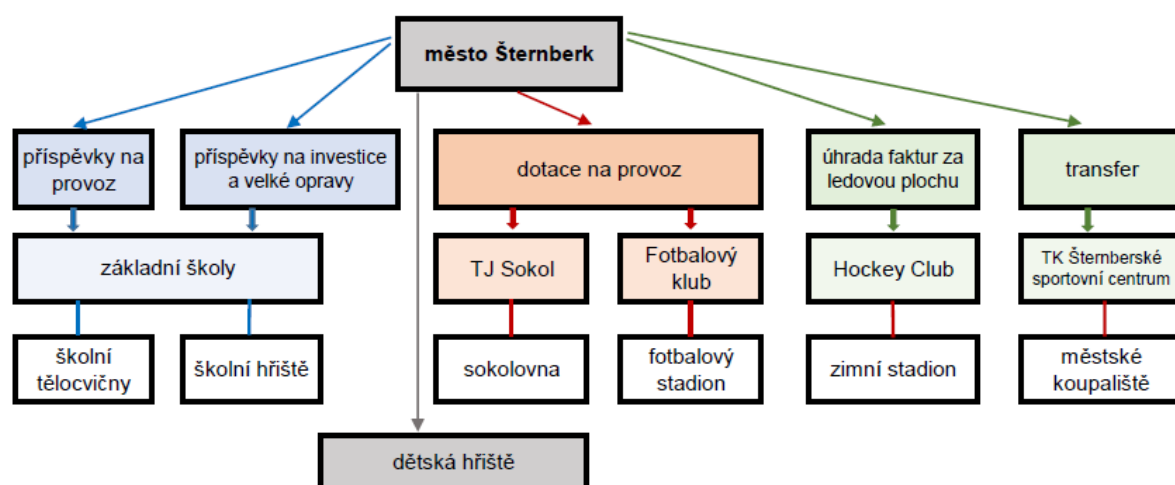 město Šternberk
příspěvky na
provoz
příspěvky na investice
a velké opravy
dotace na provoz
úhrada faktur za
ledovou plochu
transfer
základní školy
TJ Sokol
Fotbalový
klub
Hockey Club
TK Šternberské
sportovní centrum
školní
tělocvičny
školní hřiště
sokolovna
fotbalový
stadion
zimní stadion
městské
koupaliště
dětská hřiště